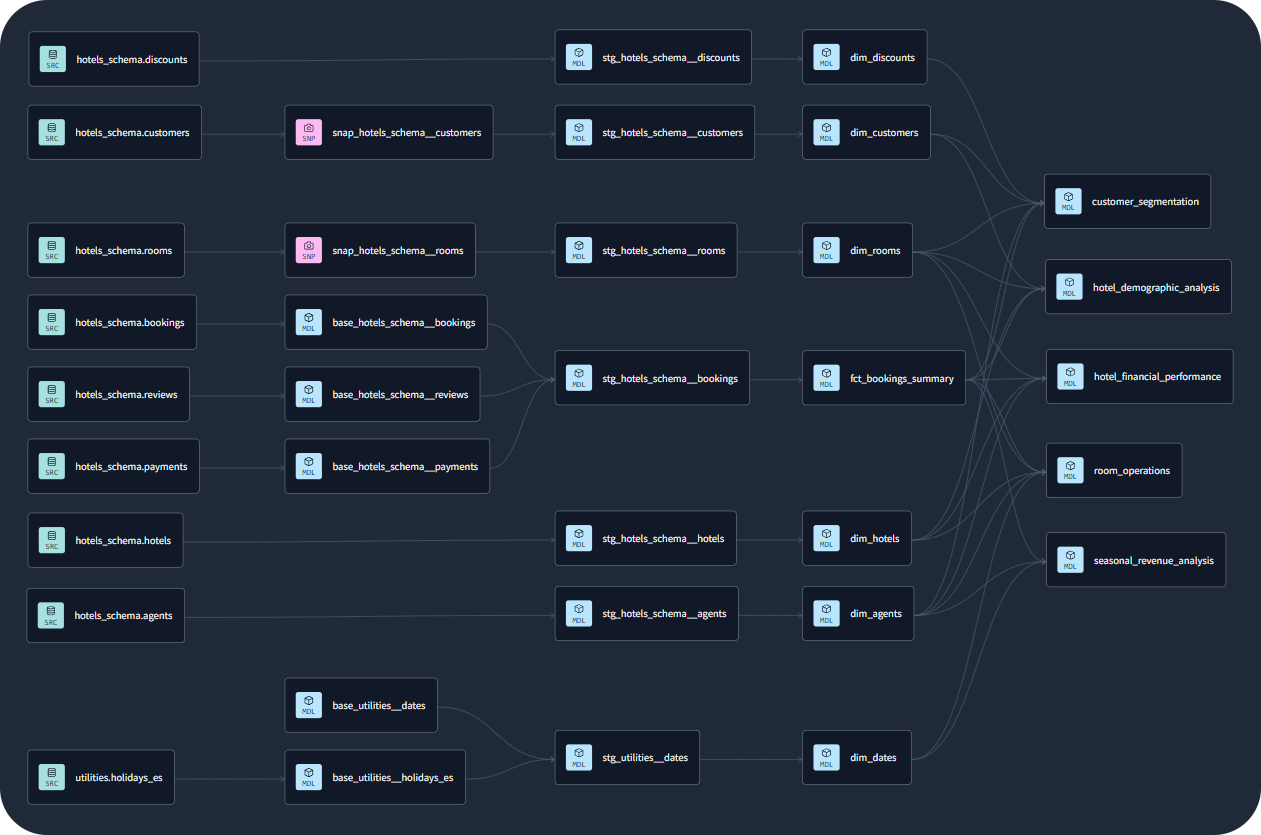 SRC
hotels_schema.discounts
MDL
stg_hotels_schema__discounts
MDL
dim_discounts
SRC
hotels_schema.customers
SNP
snap_hotels_schema__customers
MDL
stg_hotels_schema__customers
MDL
dim_customers
MDL
customer_segmentation
SRC
hotels_schema.rooms
SNP
snap_hotels_schema__rooms
MDL
stg_hotels_schema__rooms
MDL
dim_rooms
MDL
hotel_demographic_analysis
SRC
hotels_schema.bookings
MDL
base_hotels_schema__bookings
MDL
stg_hotels_schema__bookings
MDL
fct_bookings_summary
MDL
hotel_financial_performance
SRC
hotels_schema.reviews
MDL
base_hotels_schema__reviews
SRC
hotels_schema.payments
MDL
base_hotels_schema__payments
MDL
room_operations
SRC
hotels_schema.hotels
MDL
stg_hotels_schema__hotels
MDL
dim_hotels
MDL
seasonal_revenue_analysis
SRC
hotels_schema.agents
MDL
stg_hotels_schema__agents
MDL
dim_agents
MDL
base_utilities__dates
MDL
stg_utilities__dates
MDL
dim_dates
SRC
utilities.holidays_es
MDL
base_utilities__holidays_es